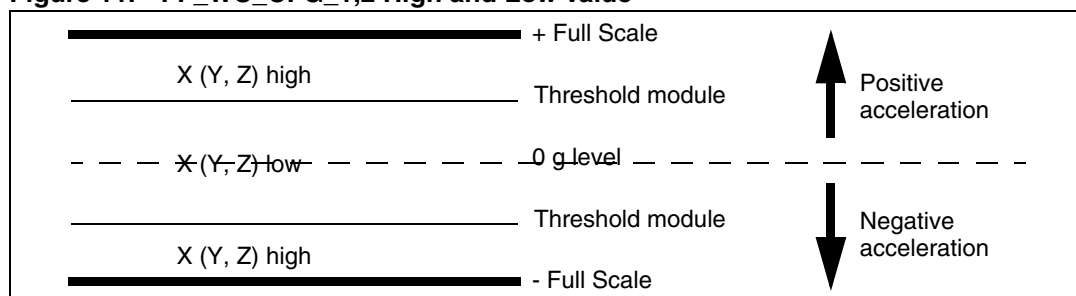 + Full Scale
X (Y, Z) high
Threshold module
Positive
acceleration
X (Y, Z) low
0 g level
Threshold module
Negative
acceleration
X (Y, Z) high
- Full Scale